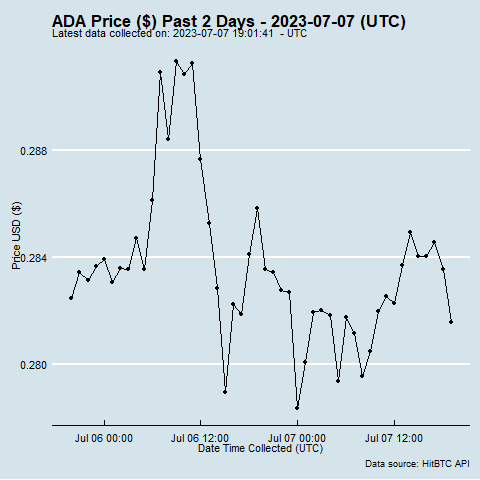 ADA Price ($) Past 2 Days - 2023-07-07 (UTC)
Latest data collected on: 2023-07-07 19:01:41 - UTC
0.288
0.284
0.280
Price USD ($)
Jul 06 00:00 Jul 06 12:00 Jul 07 00:00 Jul 07 12:00
Date Time Collected (UTC)
Data source: HitBTC API